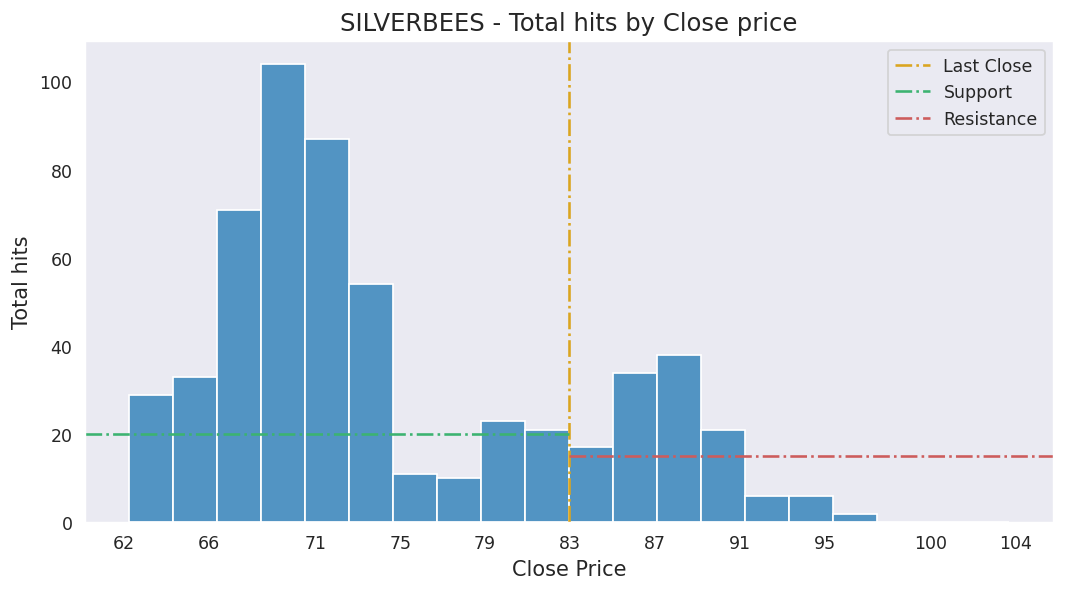 SILVERBEES - Total hits by Close price
Last Close
Support
Resistance
Total hits
100
80
60
40
20
0
62 66 71 75 79 83 87 91 95 100 104
Close Price